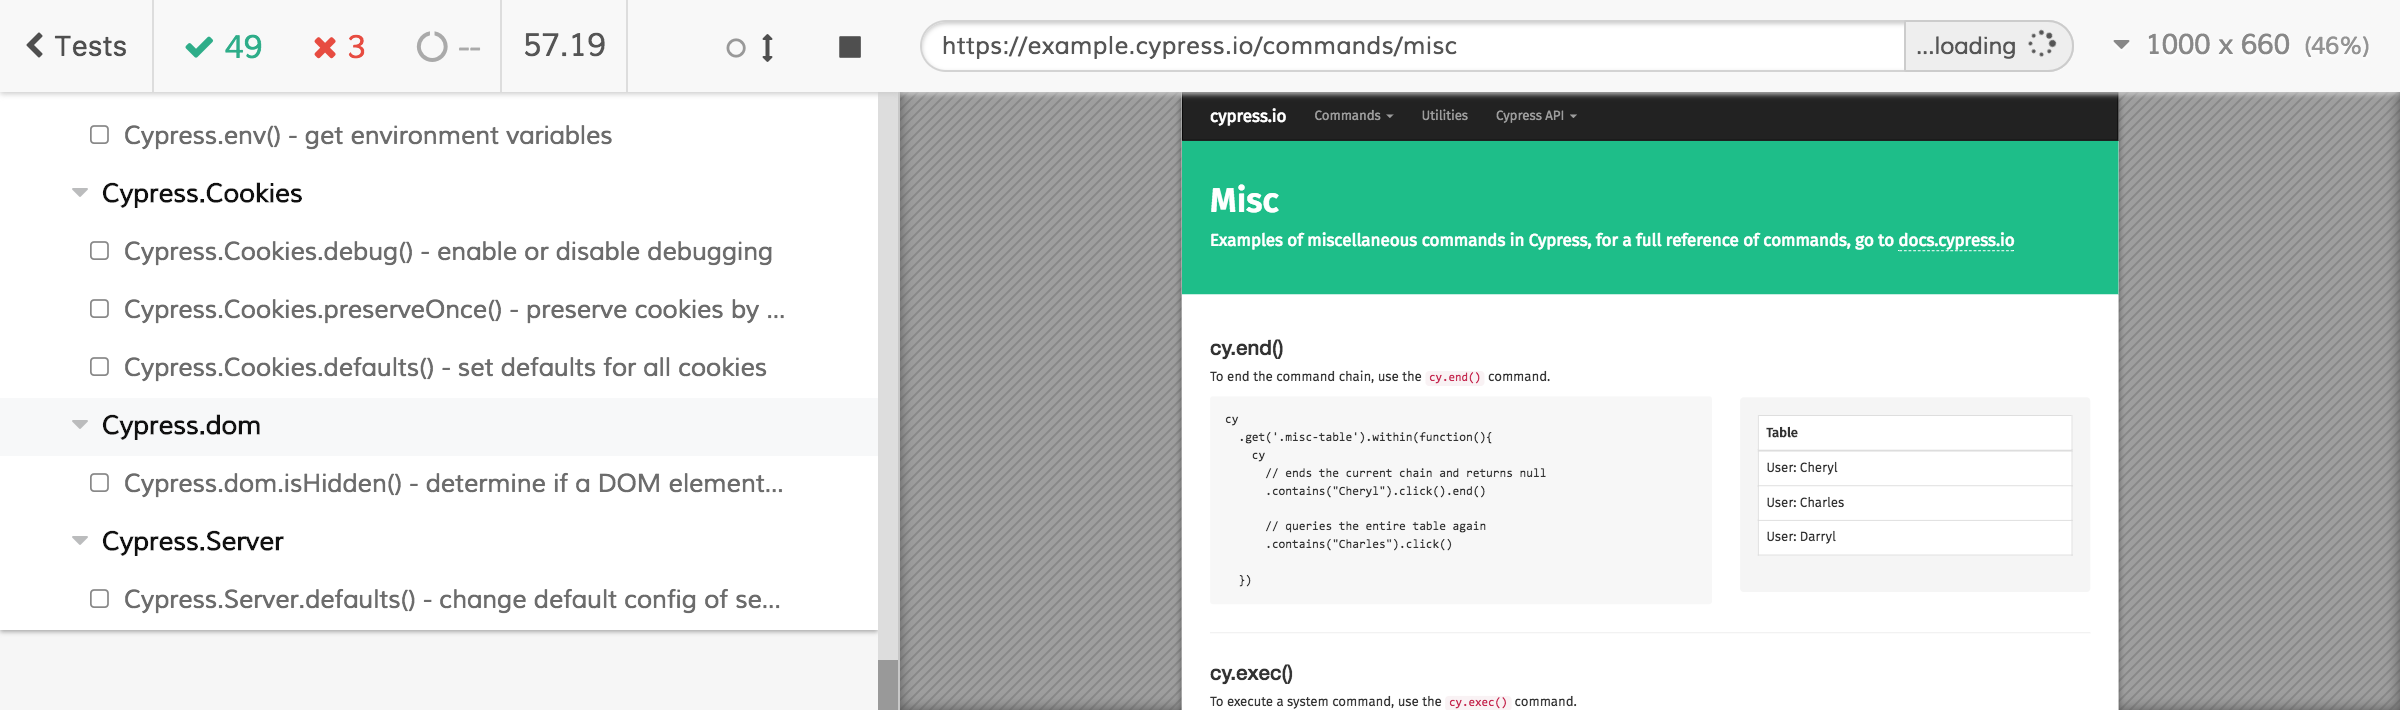 Tests 49 3 -- 57.19 https://example.cypress.io/commands/misc ...loading 1000 x 660 (46%)
Cypress.env() - get environment variables
Cypress.Cookies
Cypress.Cookies.debug() - enable or disable debugging
Cypress.Cookies.preserveOnce() - preserve cookies by ...
Cypress.Cookies.defaults() - set defaults for all cookies
Cypress.dom
Cypress.dom.isHidden() - determine if a DOM element...
Cypress.Server
Cypress.Server.defaults() - change default config of se...
cypress.io Commands Utilities Cypress API
Misc
Examples of miscellaneous commands in Cypress, for a full reference of commands, go to docs.cypress.io
cy.end()
To end the command chain, use the cy.end() command.
cy
.get('.misc-table').within(function(){
cy
// ends the current chain and returns null
.contains("Cheryl").click().end()
// queries the entire table again
.contains("Charles").click()
})
Table
User: Cheryl
User: Charles
User: Darryl
cy.exec()
To execute a system command, use the cy.exec() command.